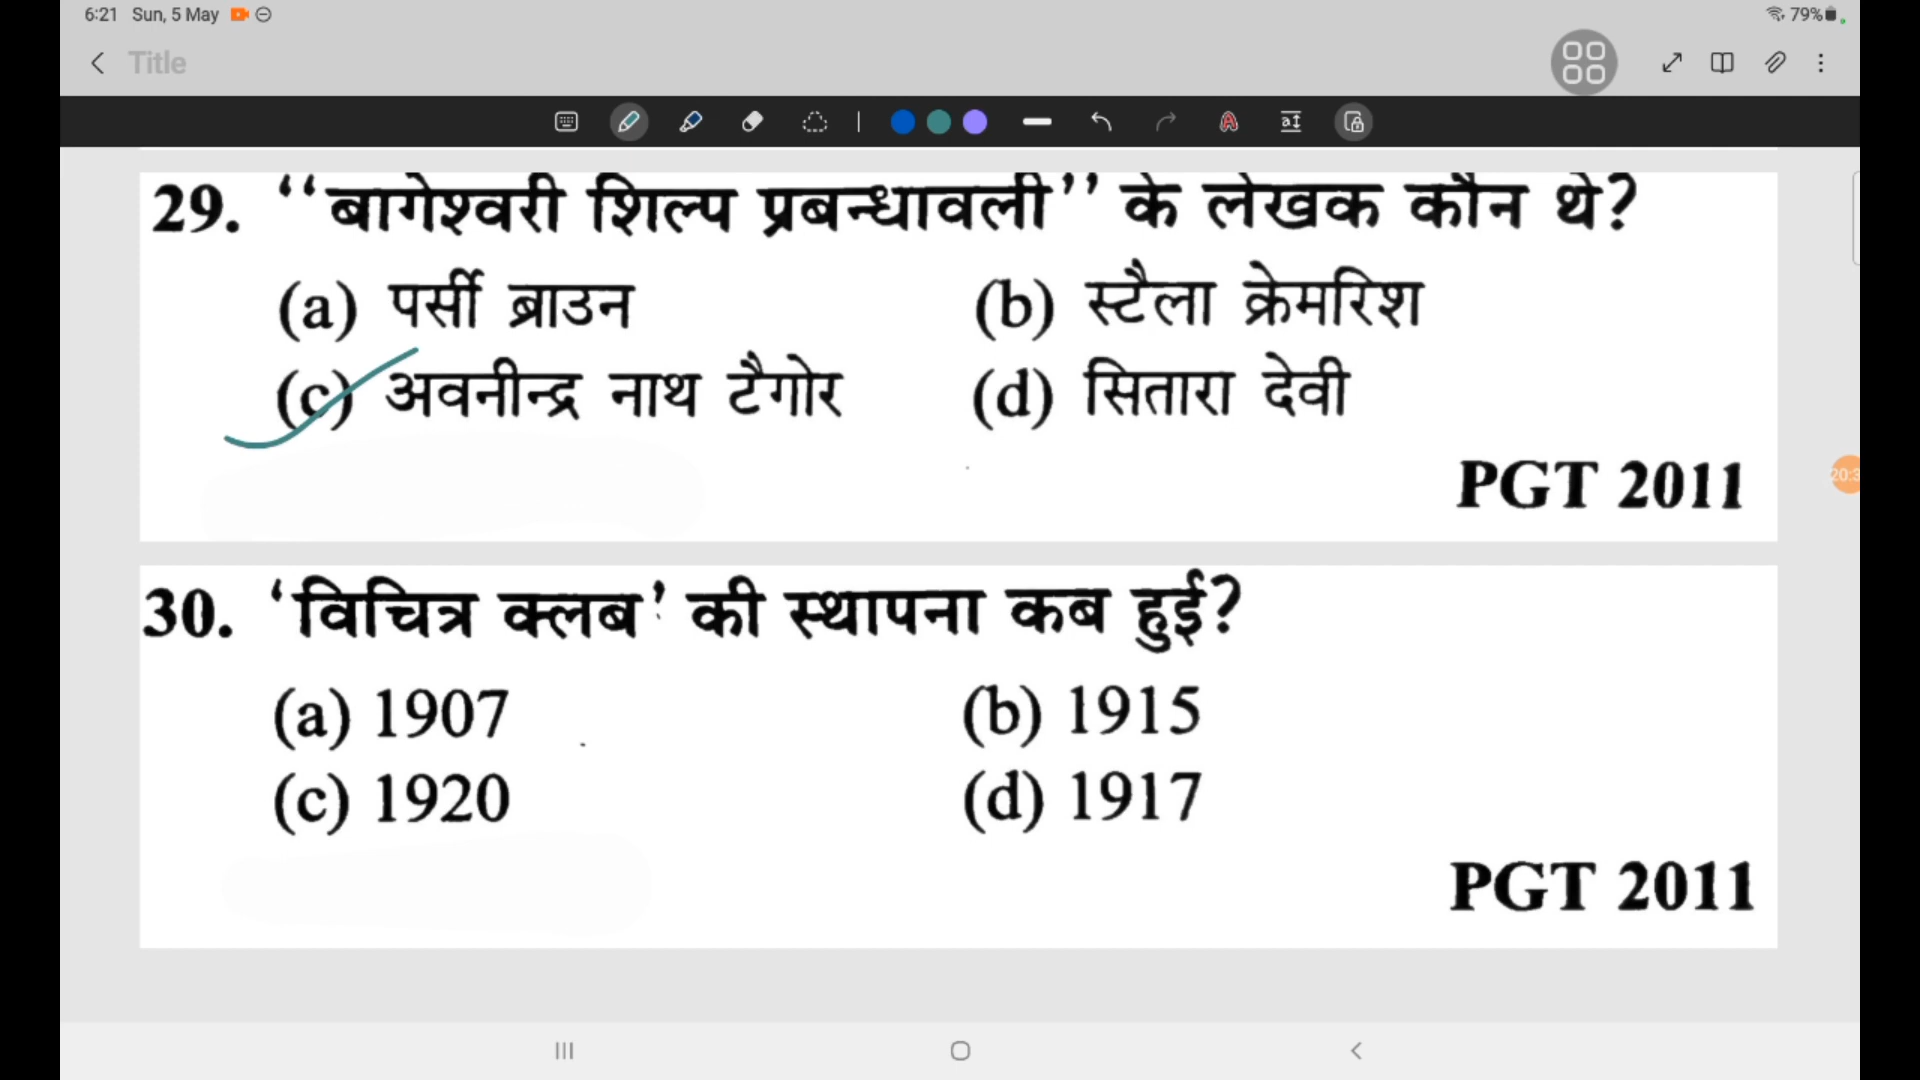 6:21 Sun, 5 May
79%
Title
29. ‘‘बागेश्वरी शिल्प प्रबन्धावली’’ के लेखक कौन थे?
(a) पर्सी ब्राउन (b) स्टैला क्रेमरिश
(c) अवनीन्द्र नाथ टैगोर (d) सितारा देवी
PGT 2011
30. ‘विचित्र क्लब’ की स्थापना कब हुई?
(a) 1907 (b) 1915
(c) 1920 (d) 1917
PGT 2011